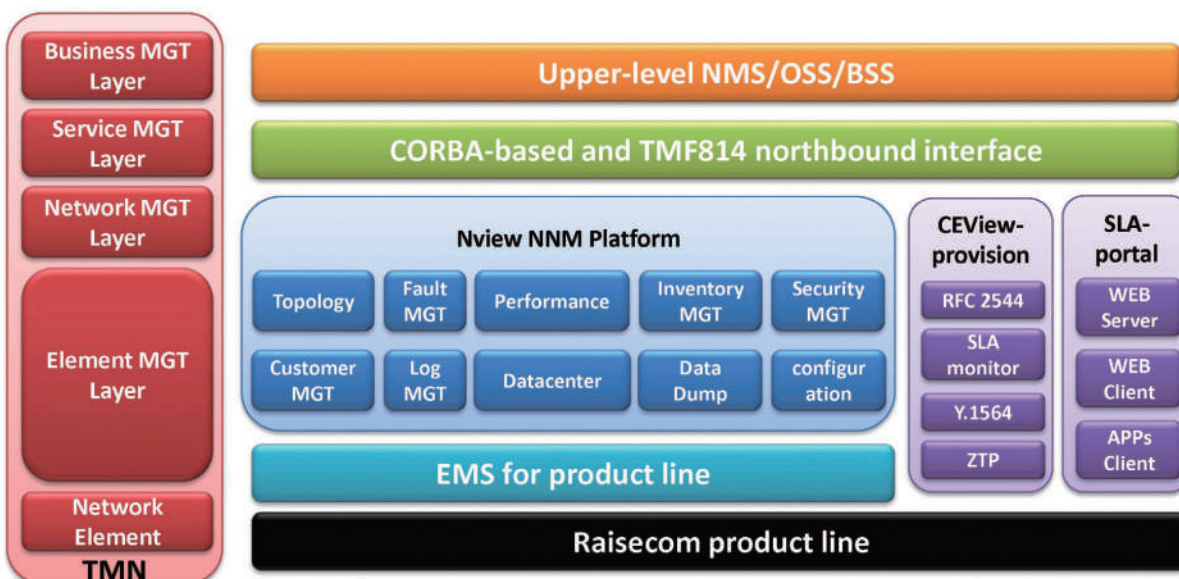 Business MGT
Layer
Service MGT
Layer
Network MGT
Layer
Element MGT
Layer
Network
Element
TMN
Upper-level NMS/OSS/BSS
CORBA-based and TMF814 northbound interface
Nview NNM Platform
Topology
Fault
MGT
Performance
Inventory
MGT
Security
MGT
Customer
MGT
Log
MGT
Datacenter
Data
Dump
configur
ation
CEView-
provision
RFC 2544
SLA
monitor
Y.1564
ZTP
SLA-
portal
WEB
Server
WEB
Client
APPs
Client
EMS for product line
Raisecom product line